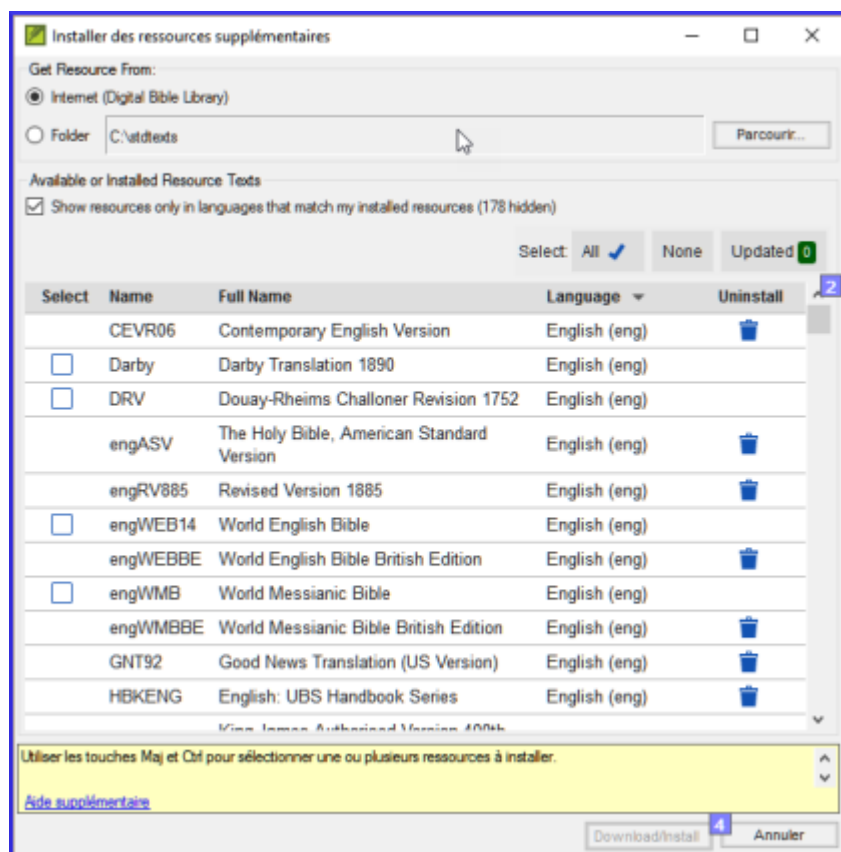 Installer des ressources supplémentaires
Get Resource From:
Internet (Digital Bible Library)
Folder C:\stdtexts Parcourir...
Available or Installed Resource Texts
Show resources only in languages that match my installed resources (178 hidden)
Select: All None Updated 0
Select Name Full Name Language Uninstall 2
CEVR06 Contemporary English Version English (eng)
Darby Darby Translation 1890 English (eng)
DRV Douay-Rheims Challoner Revision 1752 English (eng)
engASV The Holy Bible, American Standard Version English (eng)
engRV885 Revised Version 1885 English (eng)
engWEB14 World English Bible English (eng)
engWEBBE World English Bible British Edition English (eng)
engWMB World Messianic Bible English (eng)
engWMBBE World Messianic Bible British Edition English (eng)
GNT92 Good News Translation (US Version) English (eng)
HBKENG English: UBS Handbook Series English (eng)
King James Authorised Version 400th
Utiliser les touches Maj et Ctrl pour sélectionner une ou plusieurs ressources à installer.
Aide supplémentaire
Download/Install 4 Annuler